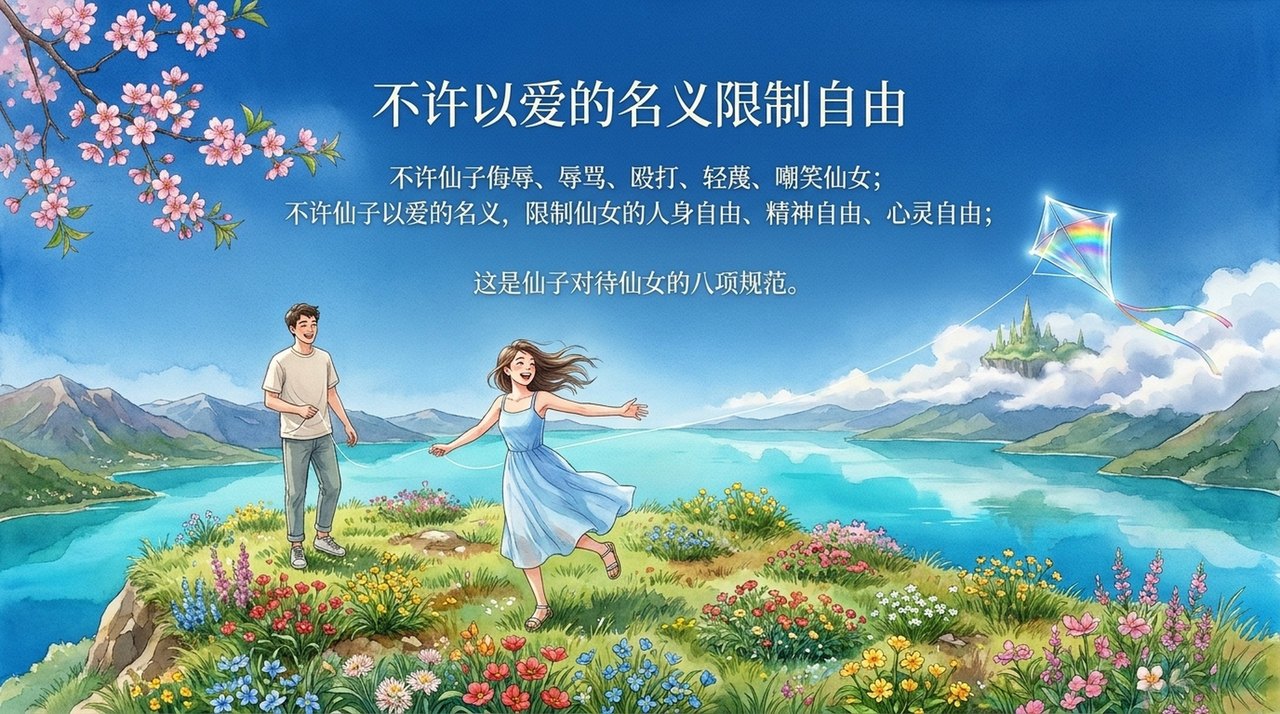 不许以爱的名义限制自由
不许仙子侮辱、辱骂、殴打、轻蔑、嘲笑仙女；
不许仙子以爱的名义，限制仙女的人身自由、精神自由、心灵自由；
这是仙子对待仙女的八项规范。